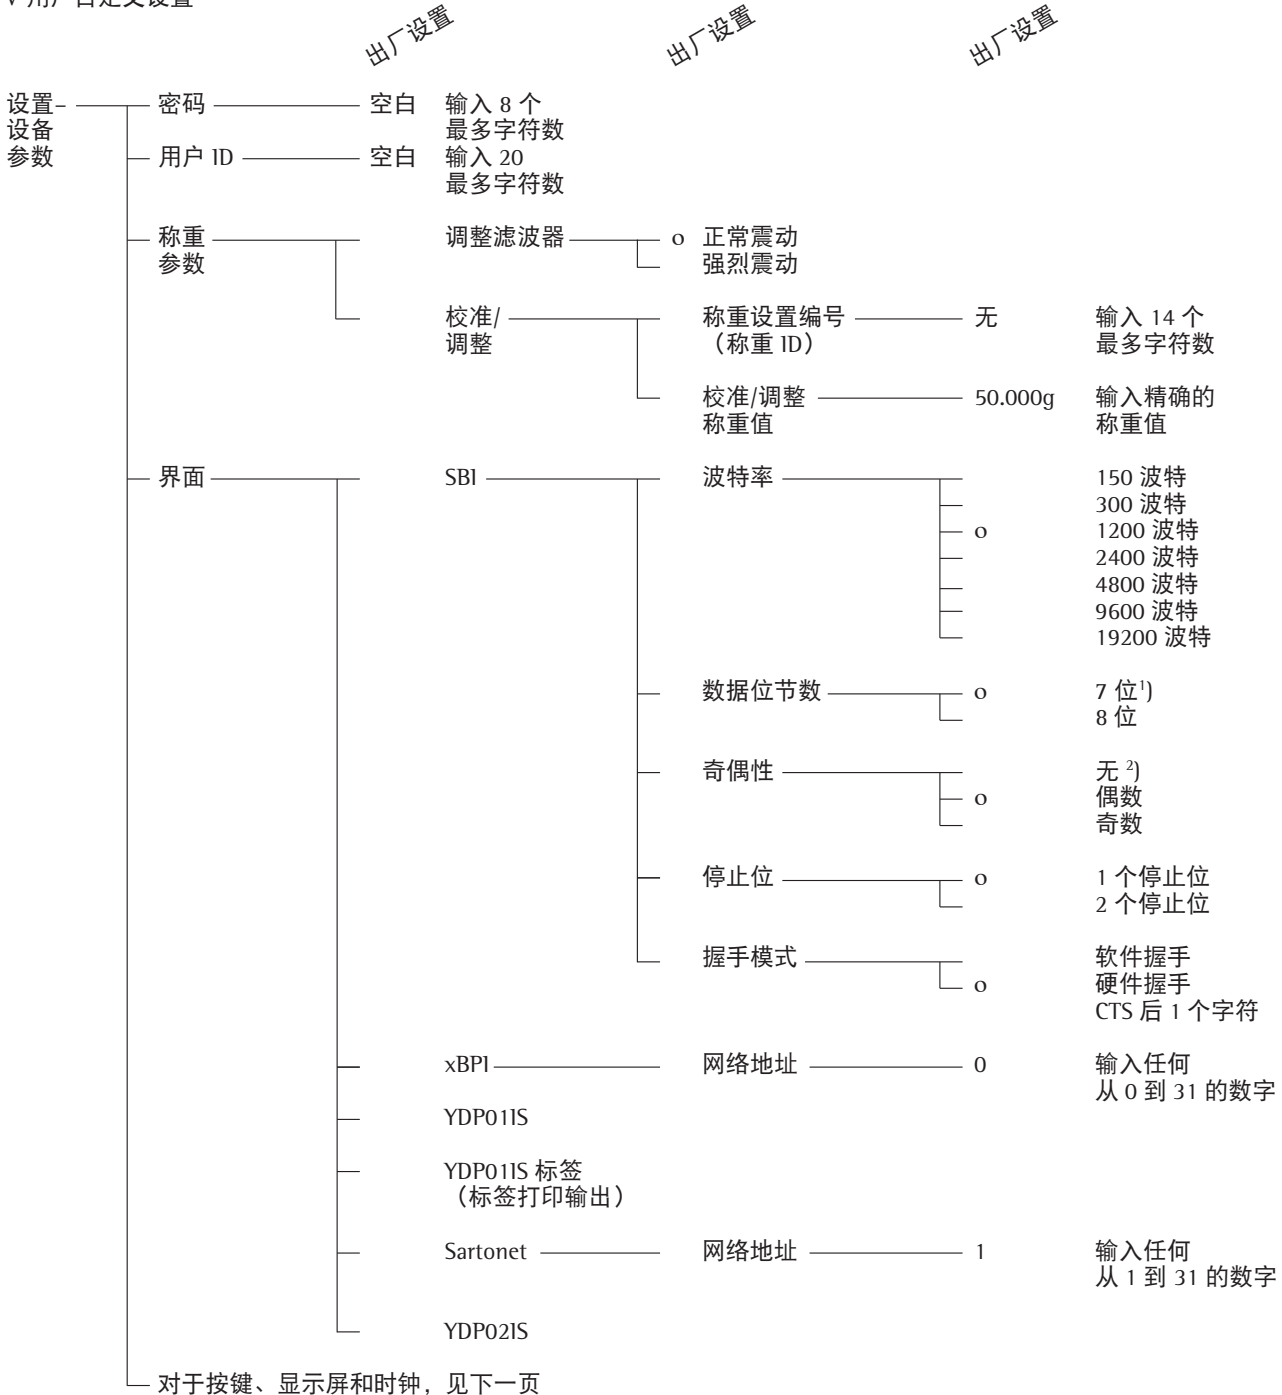 用户自定义设置
出厂设置 出厂设置 出厂设置
设置– 密码 空白 输入 8 个
设备 最多字符数
参数 用户 ID 空白 输入 20
最多字符数
称重 调整滤波器 o 正常震动
参数 强烈震动
校准/ 称重设置编号 无 输入 14 个
调整 （称重 ID） 最多字符数
校准/调整 50.000g 输入精确的
称重值 称重值
界面 SBI 波特率 150 波特
300 波特
o 1200 波特
2400 波特
4800 波特
9600 波特
19200 波特
数据位节数 o 7 位¹)
8 位
奇偶性 无 ²)
o 偶数
奇数
停止位 o 1 个停止位
2 个停止位
握手模式 软件握手
o 硬件握手
CTS 后 1 个字符
xBPI 网络地址 0 输入任何
从 0 到 31 的数字
YDP01IS
YDP01IS 标签
（标签打印输出）
Sartonet 网络地址 1 输入任何
从 1 到 31 的数字
YDP02IS
对于按键、显示屏和时钟，见下一页